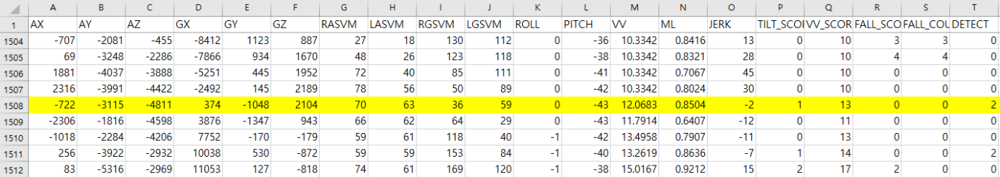 A B C D E F G H I J K L M N O P Q R S T
1 AX AY AZ GX GY GZ RASVM LASVM RGSVM LGSVM ROLL PITCH VV ML JERK TILT_SCO VV_SCOR FALL_SCO FALL_COU DETECT
1504 -707 -2081 -455 -8412 1123 887 27 18 130 112 0 -36 10.3342 0.8416 13 0 10 3 3 0
1505 69 -3248 -2286 -7866 934 1670 48 26 123 118 0 -38 10.3342 0.8321 28 0 10 4 4 0
1506 1881 -4037 -3888 -5251 445 1952 72 40 85 111 0 -41 10.3342 0.7067 45 0 10 0 0 0
1507 2316 -3991 -4422 -2492 145 2189 78 56 50 89 0 -42 10.3342 0.8024 30 0 10 0 0 0
1508 -722 -3115 -4811 374 -1048 2104 70 63 36 59 0 -43 12.0683 0.8504 -2 1 13 0 0 2
1509 -2306 -1816 -4598 3876 -1347 943 66 62 64 29 0 -43 11.7914 0.6407 -12 0 11 0 0 0
1510 -1018 -2284 -4206 7752 -170 -179 59 61 118 40 -1 -42 13.4958 0.7907 -11 0 13 0 0 0
1511 256 -3922 -2932 10038 530 -872 59 59 153 84 -1 -40 13.2619 0.8636 -7 1 14 0 0 2
1512 83 -5316 -2969 11053 127 -818 74 61 169 120 -1 -38 15.0167 0.9212 15 2 17 2 0 0